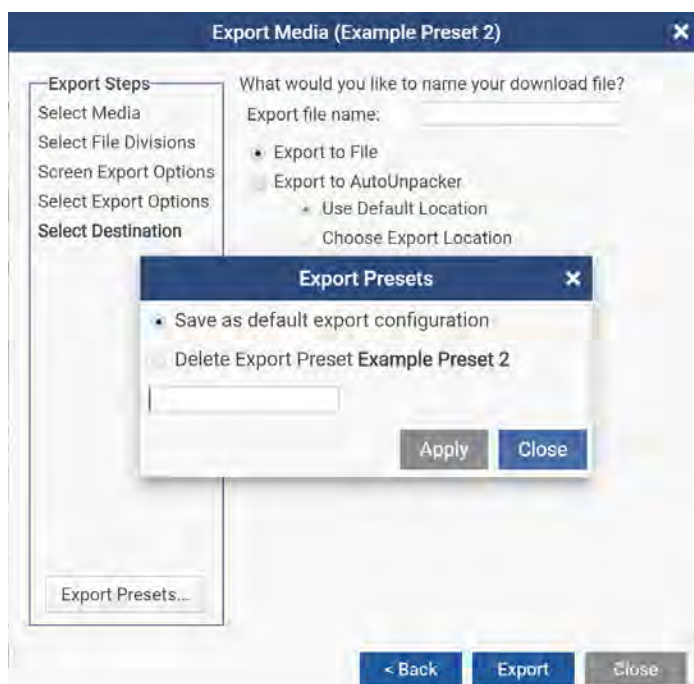 Export Media (Example Preset 2)
Export Steps
Select Media
Select File Divisions
Screen Export Options
Select Export Options
Select Destination
What would you like to name your download file?
Export file name:
Export to File
Export to AutoUnpacker
Use Default Location
Choose Export Location
Export Presets
Save as default export configuration
Delete Export Preset Example Preset 2
Apply Close
Export Presets...
< Back Export Close